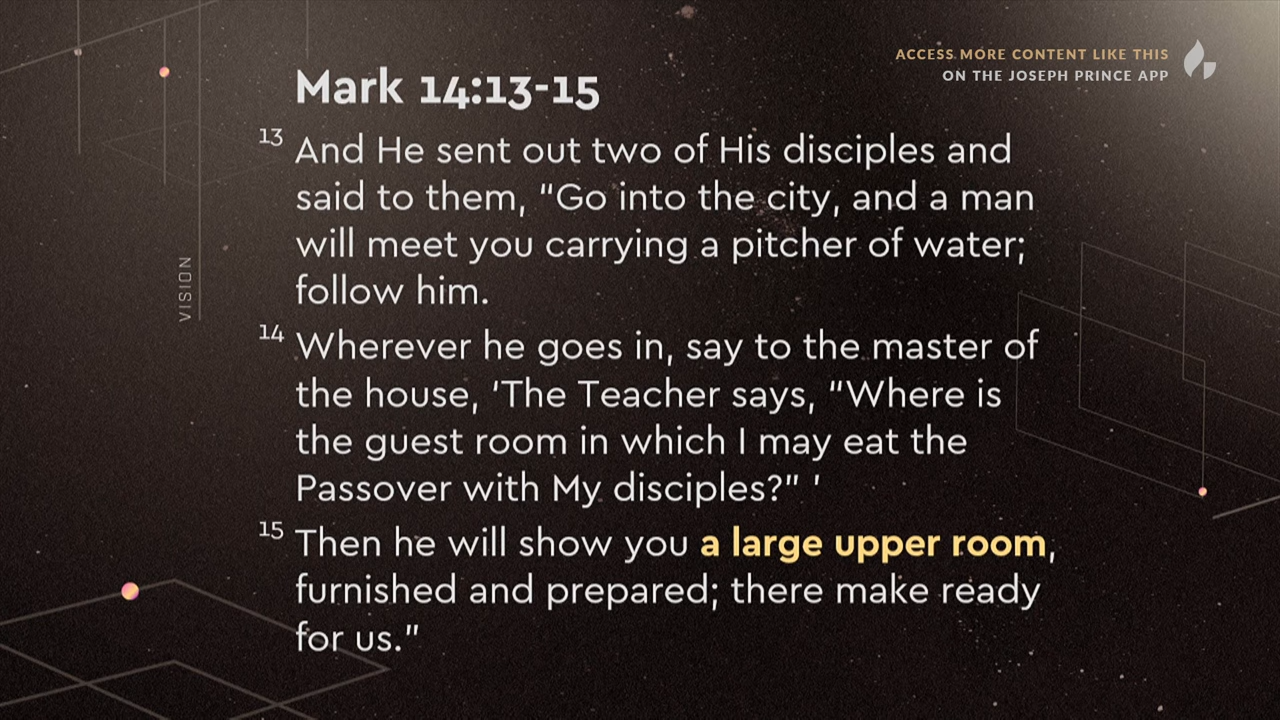 ACCESS MORE CONTENT LIKE THIS
ON THE JOSEPH PRINCE APP
Mark 14:13-15
13 And He sent out two of His disciples and
said to them, “Go into the city, and a man
will meet you carrying a pitcher of water;
follow him.
14 Wherever he goes in, say to the master of
the house, ‘The Teacher says, “Where is
the guest room in which I may eat the
Passover with My disciples?” ’
15 Then he will show you a large upper room,
furnished and prepared; there make ready
for us.”
VISION